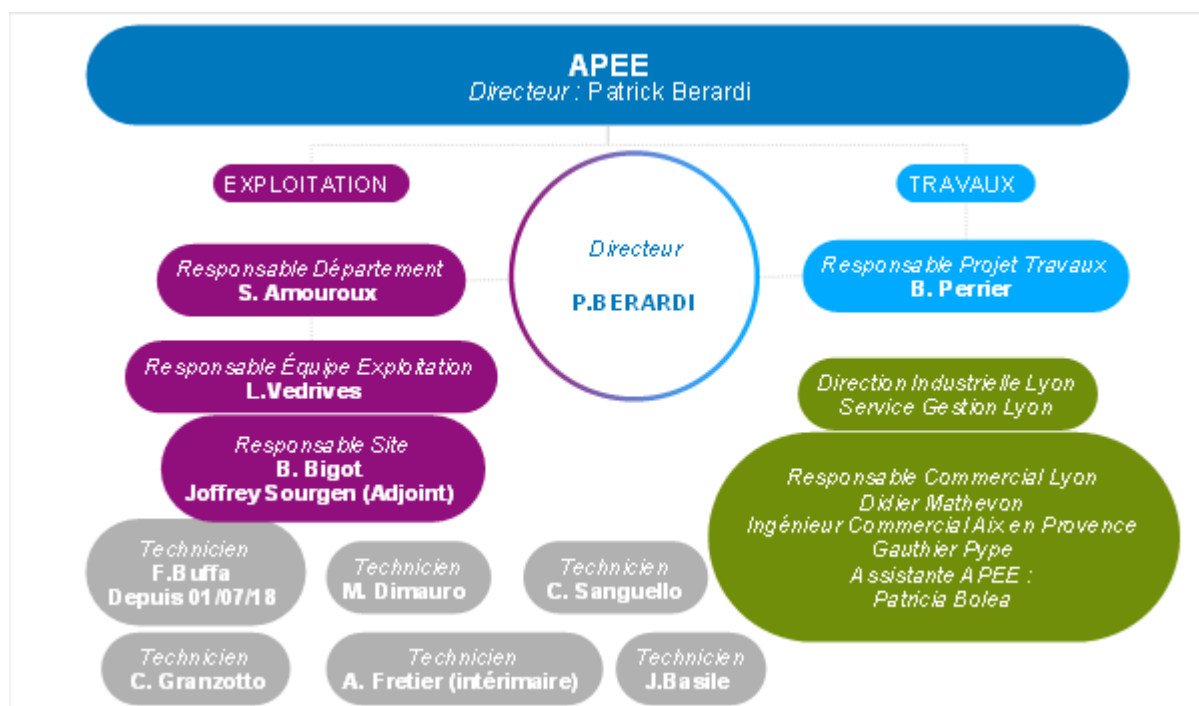 APEE
Directeur : Patrick Berardi
EXPLOITATION
TRAVAUX
Directeur
P.BERARDI
Responsable Département
S. Amouroux
Responsable Projet Travaux
B. Perrier
Responsable Équipe Exploitation
L.Vedrives
Responsable Site
B. Bigot
Joffrey Sourgen (Adjoint)
Direction Industrielle Lyon
Service Gestion Lyon
Responsable Commercial Lyon
Didier Mathevon
Ingénieur Commercial Aix en Provence
Gauthier Pype
Assistante APEE :
Patricia Bolea
Technicien
F.Buffa
Depuis 01/07/18
Technicien
M. Dimauro
Technicien
C. Sanguello
Technicien
C. Granzotto
Technicien
A. Fretier (intérimaire)
Technicien
J.Basile